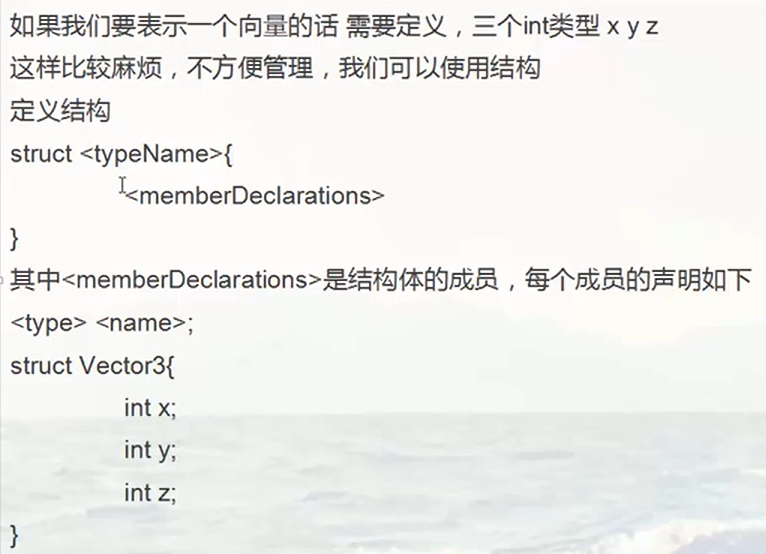 如果我们要表示一个向量的话 需要定义，三个int类型 x y z
这样比较麻烦，不方便管理，我们可以使用结构
定义结构
struct <typeName>{
<memberDeclarations>
}
其中<memberDeclarations>是结构体的成员，每个成员的声明如下
<type> <name>;
struct Vector3{
int x;
int y;
int z;
}